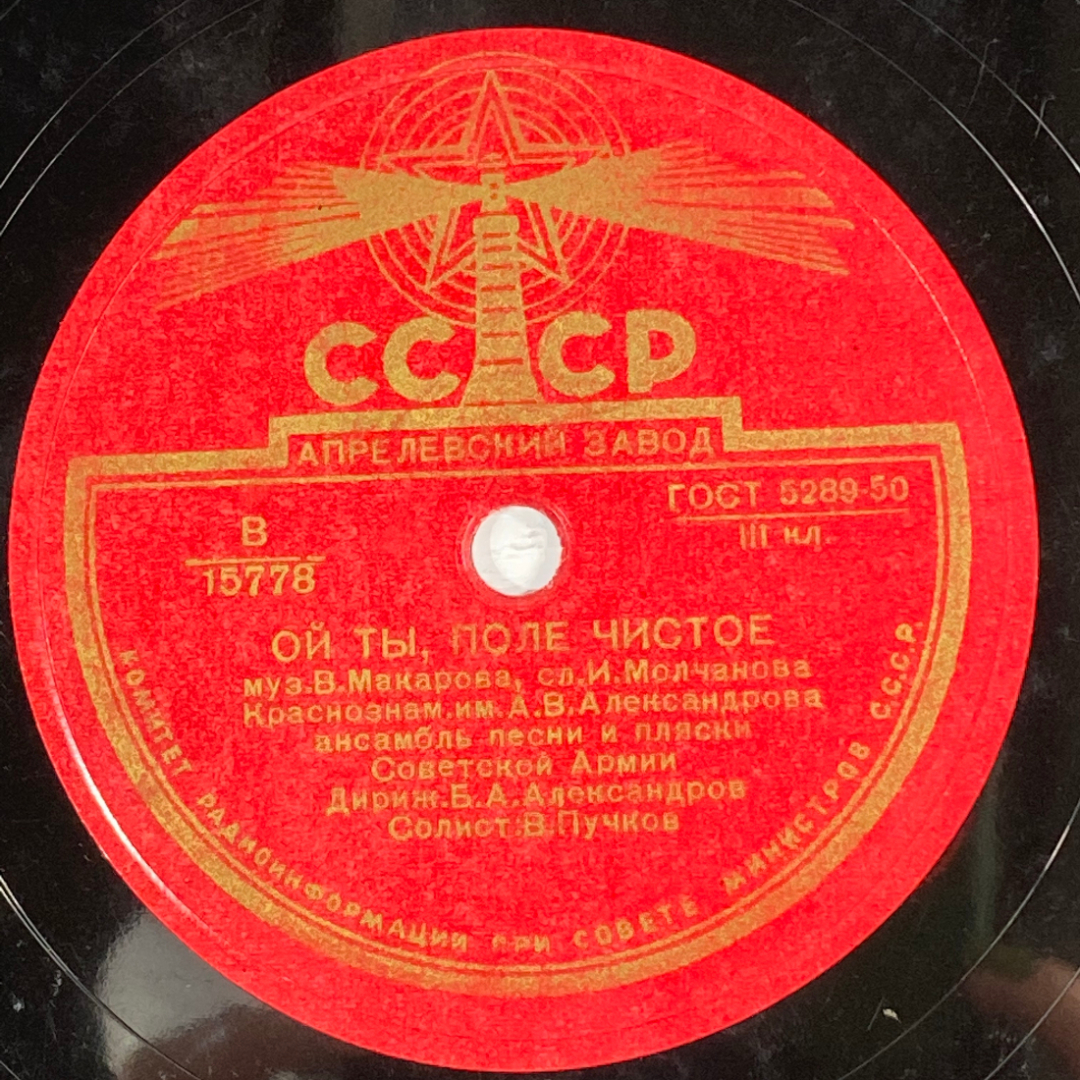 СССР
АПРЕЛЕВСКИЙ ЗАВОД
ГОСТ 5289-50
III кл.
В
15778
ОЙ ТЫ, ПОЛЕ ЧИСТОЕ
муз.В.Макарова, сл.И.Молчанова
Краснознам.им.А.В.Александрова
ансамбль песни и пляски
Советской Армии
Дириж.Б.А.Александров
Солист:В.Пучков
КОМИТЕТ РАДИОИНФОРМАЦИИ ПРИ СОВЕТЕ МИНИСТРОВ С.С.С.Р.